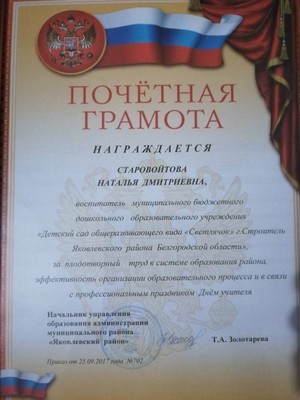 ПОЧЁТНАЯ
ГРАМОТА
НАГРАЖДАЕТСЯ
СТАРОВОЙТОВА
НАТАЛЬЯ ДМИТРИЕВНА,
воспитатель муниципального бюджетного
дошкольного образовательного учреждения
«Детский сад общеразвивающего вида «Светлячок» г.Строитель
Яковлевского района Белгородской области»,
за плодотворный труд в системе образования района,
эффективность организации образовательного процесса и в связи
с профессиональным праздником Днём учителя
Начальник управления
образования администрации
муниципального района
«Яковлевский район»
Т.А. Золотарева
Приказ от 25.09.2017 года №702